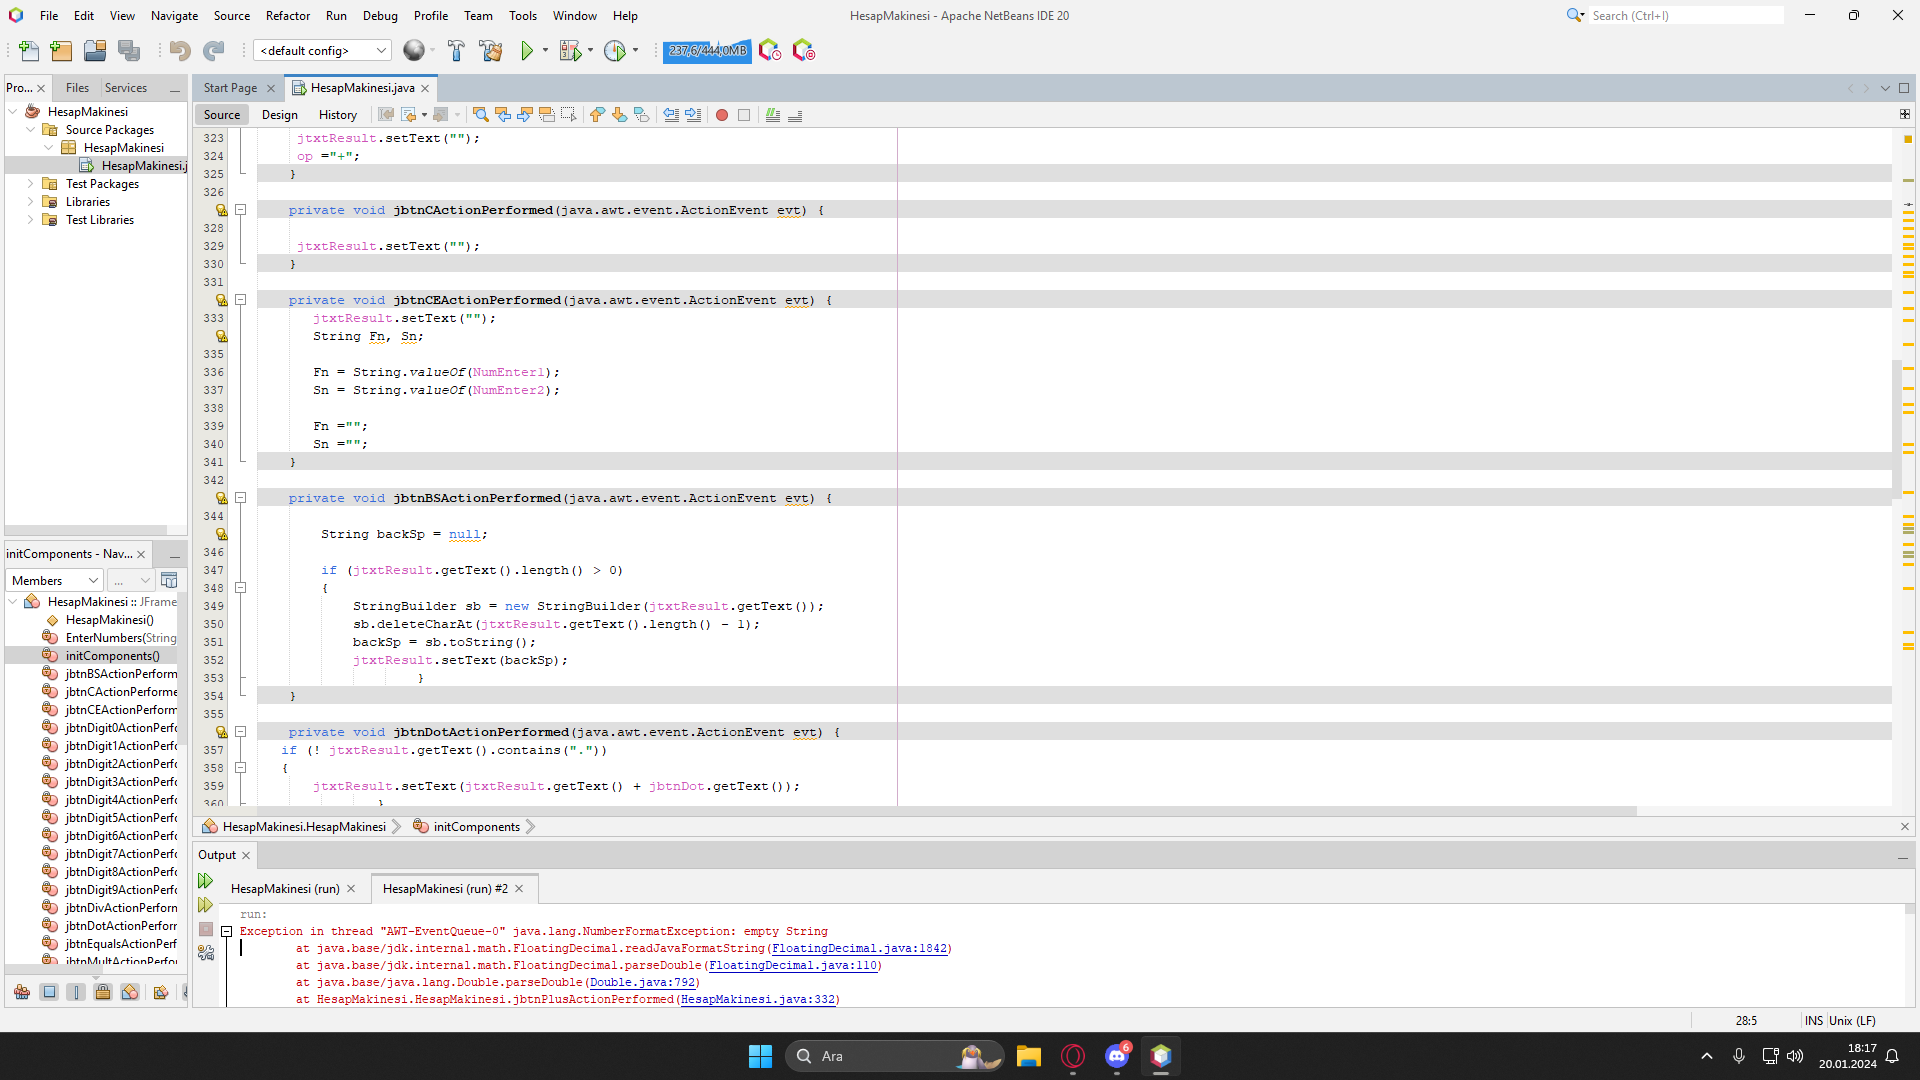 File Edit View Navigate Source Refactor Run Debug Profile Team Tools Window Help
HesapMakinesi - Apache NetBeans IDE 20
Search (Ctrl+I)
<default config>
237,6/444,0MB
Pro... Files Services
Start Page HesapMakinesi.java
Source Design History
HesapMakinesi
Source Packages
HesapMakinesi
HesapMakinesi.j
Test Packages
Libraries
Test Libraries
323 jtxtResult.setText("");
324 op ="+";
325 }
326
private void jbtnCActionPerformed(java.awt.event.ActionEvent evt) {
328
329 jtxtResult.setText("");
330 }
331
private void jbtnCEActionPerformed(java.awt.event.ActionEvent evt) {
333 jtxtResult.setText("");
String Fn, Sn;
335
336 Fn = String.valueOf(NumEnter1);
337 Sn = String.valueOf(NumEnter2);
338
339 Fn ="";
340 Sn ="";
341 }
342
private void jbtnBSActionPerformed(java.awt.event.ActionEvent evt) {
344
String backSp = null;
346
347 if (jtxtResult.getText().length() > 0)
348 {
349 StringBuilder sb = new StringBuilder(jtxtResult.getText());
350 sb.deleteCharAt(jtxtResult.getText().length() - 1);
351 backSp = sb.toString();
352 jtxtResult.setText(backSp);
353 }
354 }
355
private void jbtnDotActionPerformed(java.awt.event.ActionEvent evt) {
357 if (! jtxtResult.getText().contains("."))
358 {
359 jtxtResult.setText(jtxtResult.getText() + jbtnDot.getText());
360 }
HesapMakinesi.HesapMakinesi initComponents
initComponents - Nav...
Members ...
HesapMakinesi :: JFrame
HesapMakinesi()
EnterNumbers(String
initComponents()
jbtnBSActionPerform
jbtnCActionPerforme
jbtnCEActionPerform
jbtnDigit0ActionPerfo
jbtnDigit1ActionPerfo
jbtnDigit2ActionPerfo
jbtnDigit3ActionPerfo
jbtnDigit4ActionPerfo
jbtnDigit5ActionPerfo
jbtnDigit6ActionPerfo
jbtnDigit7ActionPerfo
jbtnDigit8ActionPerfo
jbtnDigit9ActionPerfo
jbtnDivActionPerform
jbtnDotActionPerform
jbtnEqualsActionPerf
jbtnMultActionPerfor
Output
HesapMakinesi (run) HesapMakinesi (run) #2
run:
Exception in thread "AWT-EventQueue-0" java.lang.NumberFormatException: empty String
at java.base/jdk.internal.math.FloatingDecimal.readJavaFormatString(FloatingDecimal.java:1842)
at java.base/jdk.internal.math.FloatingDecimal.parseDouble(FloatingDecimal.java:110)
at java.base/java.lang.Double.parseDouble(Double.java:792)
at HesapMakinesi.HesapMakinesi.jbtnPlusActionPerformed(HesapMakinesi.java:332)
28:5 INS Unix (LF)
Ara
6
18:17
20.01.2024